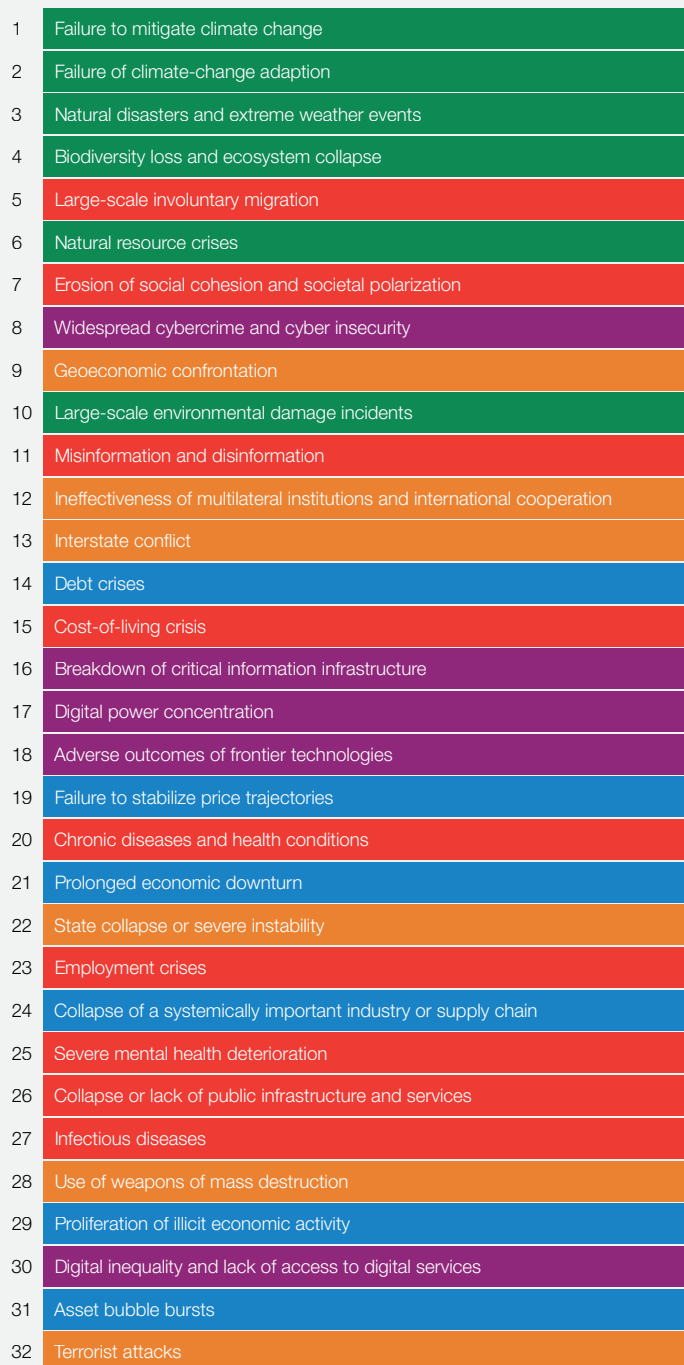 1 Failure to mitigate climate change
2 Failure of climate-change adaption
3 Natural disasters and extreme weather events
4 Biodiversity loss and ecosystem collapse
5 Large-scale involuntary migration
6 Natural resource crises
7 Erosion of social cohesion and societal polarization
8 Widespread cybercrime and cyber insecurity
9 Geoeconomic confrontation
10 Large-scale environmental damage incidents
11 Misinformation and disinformation
12 Ineffectiveness of multilateral institutions and international cooperation
13 Interstate conflict
14 Debt crises
15 Cost-of-living crisis
16 Breakdown of critical information infrastructure
17 Digital power concentration
18 Adverse outcomes of frontier technologies
19 Failure to stabilize price trajectories
20 Chronic diseases and health conditions
21 Prolonged economic downturn
22 State collapse or severe instability
23 Employment crises
24 Collapse of a systemically important industry or supply chain
25 Severe mental health deterioration
26 Collapse or lack of public infrastructure and services
27 Infectious diseases
28 Use of weapons of mass destruction
29 Proliferation of illicit economic activity
30 Digital inequality and lack of access to digital services
31 Asset bubble bursts
32 Terrorist attacks